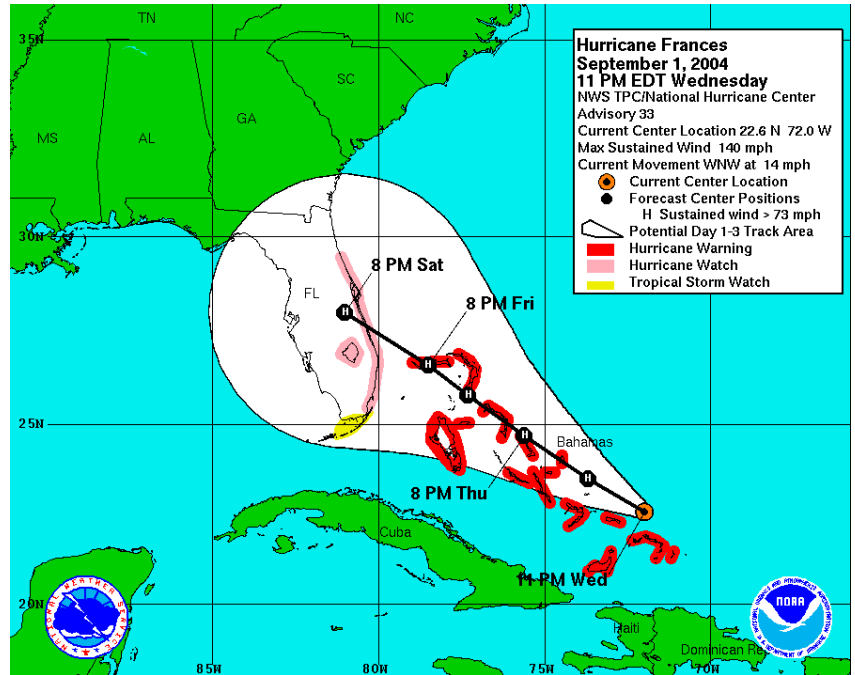 TN
NC
35N
SC
MS
AL
GA
Hurricane Frances
September 1, 2004
11 PM EDT Wednesday
NWS TPC/National Hurricane Center
Advisory 33
Current Center Location 22.6 N 72.0 W
Max Sustained Wind 140 mph
Current Movement WNW at 14 mph
Current Center Location
Forecast Center Positions
H Sustained wind > 73 mph
Potential Day 1-3 Track Area
Hurricane Warning
Hurricane Watch
Tropical Storm Watch
30N
8 PM Sat
FL
8 PM Fri
H
H
H
25N
H
Bahamas
8 PM Thu
H
Cuba
11 PM Wed
20N
NATIONAL WEATHER SERVICE
Haiti
Dominican Re
NOAA
85W
80W
75W
70W